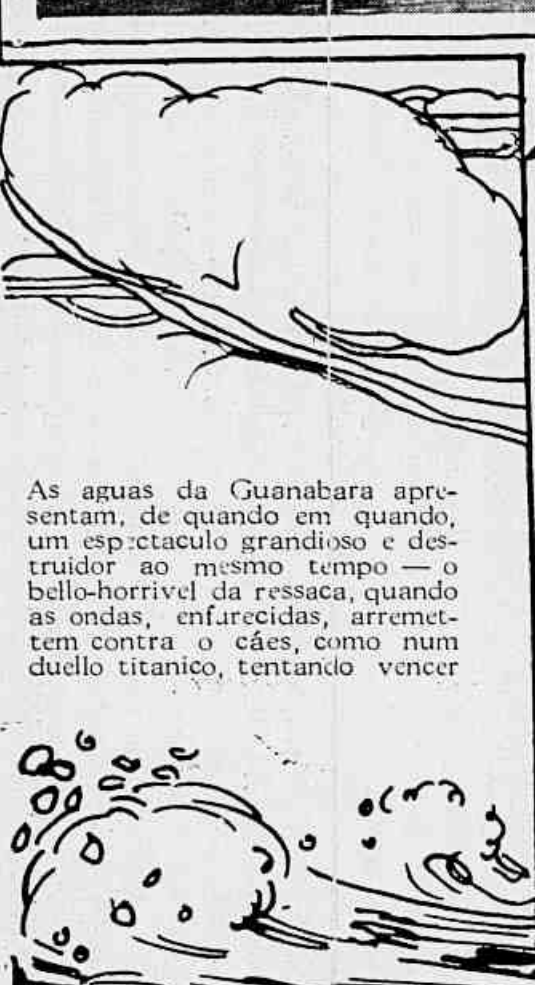 As aguas da Guanabara apre-
sentam, de quando em quando,
um espectaculo grandioso e des-
truidor ao mesmo tempo — o
bello-horrivel da ressaca, quando
as ondas, enfurecidas, arremet-
tem contra o cáes, como num
duello titanico, tentando vencer